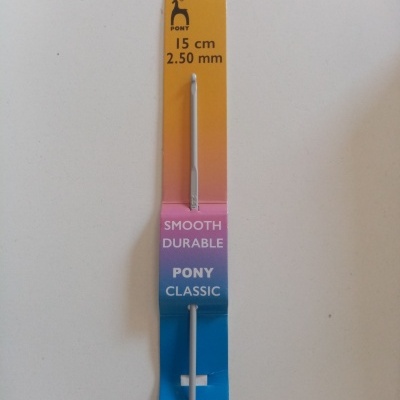 PONY
15 cm
2.50 mm
SMOOTH
DURABLE
PONY
CLASSIC